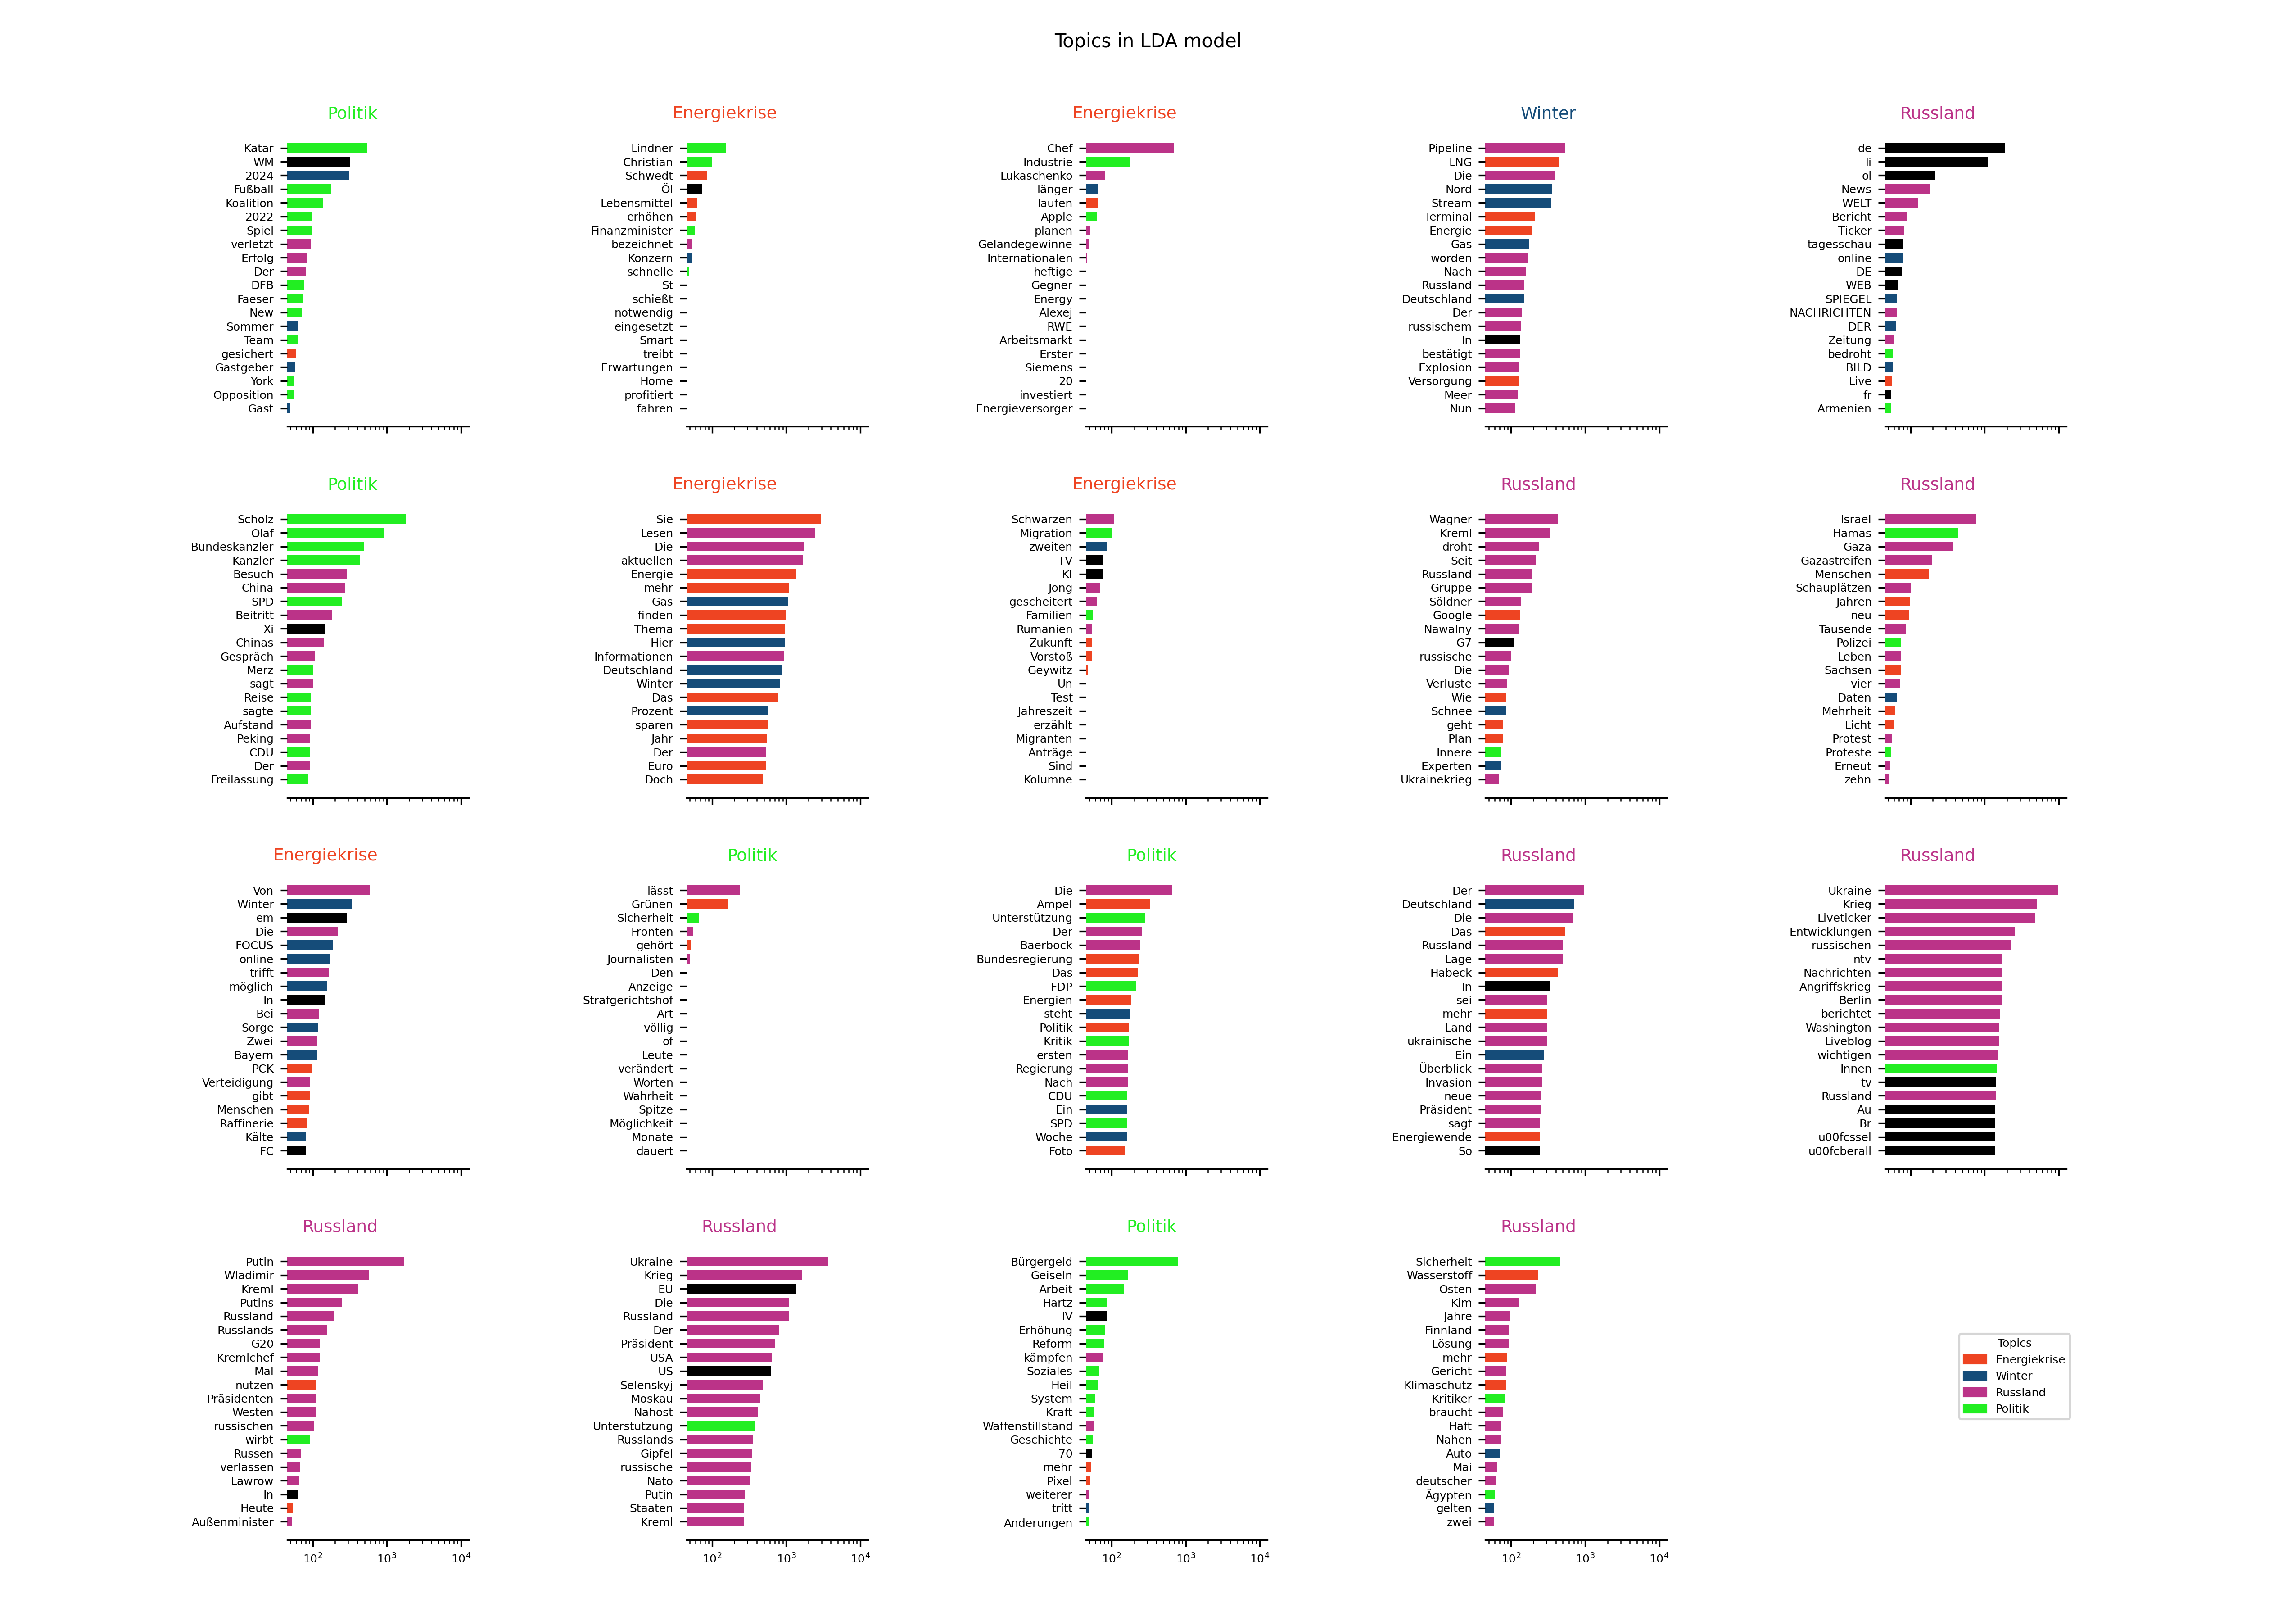 Topics in LDA model
Politik
Katar
WM
2024
Fußball
Koalition
2022
Spiel
verletzt
Erfolg
Der
DFB
Faeser
New
Sommer
Team
gesichert
Gastgeber
York
Opposition
Gast
Energiekrise
Lindner
Christian
Schwedt
Öl
Lebensmittel
erhöhen
Finanzminister
bezeichnet
Konzern
schnelle
St
schießt
notwendig
eingesetzt
Smart
treibt
Erwartungen
Home
profitiert
fahren
Energiekrise
Chef
Industrie
Lukaschenko
länger
laufen
Apple
planen
Geländegewinne
Internationalen
heftige
Gegner
Energy
Alexej
RWE
Arbeitsmarkt
Erster
Siemens
20
investiert
Energieversorger
Winter
Pipeline
LNG
Die
Nord
Stream
Terminal
Energie
Gas
worden
Nach
Russland
Deutschland
Der
russischem
In
bestätigt
Explosion
Versorgung
Meer
Nun
Russland
de
li
ol
News
WELT
Bericht
Ticker
tagesschau
online
DE
WEB
SPIEGEL
NACHRICHTEN
DER
Zeitung
bedroht
BILD
Live
fr
Armenien
Politik
Scholz
Olaf
Bundeskanzler
Kanzler
Besuch
China
SPD
Beitritt
Xi
Chinas
Gespräch
Merz
sagt
Reise
sagte
Aufstand
Peking
CDU
Der
Freilassung
Energiekrise
Sie
Lesen
Die
aktuellen
Energie
mehr
Gas
finden
Thema
Hier
Informationen
Deutschland
Winter
Das
Prozent
sparen
Jahr
Der
Euro
Doch
Energiekrise
Schwarzen
Migration
zweiten
TV
KI
Jong
gescheitert
Familien
Rumänien
Zukunft
Vorstoß
Geywitz
Un
Test
Jahreszeit
erzählt
Migranten
Anträge
Sind
Kolumne
Russland
Wagner
Kreml
droht
Seit
Russland
Gruppe
Söldner
Google
Nawalny
G7
russische
Die
Verluste
Wie
Schnee
geht
Plan
Innere
Experten
Ukrainekrieg
Russland
Israel
Hamas
Gaza
Gazastreifen
Menschen
Schauplätzen
Jahren
neu
Tausende
Polizei
Leben
Sachsen
vier
Daten
Mehrheit
Licht
Protest
Proteste
Erneut
zehn
Energiekrise
Von
Winter
em
Die
FOCUS
online
trifft
möglich
In
Bei
Sorge
Zwei
Bayern
PCK
Verteidigung
gibt
Menschen
Raffinerie
Kälte
FC
Politik
lässt
Grünen
Sicherheit
Fronten
gehört
Journalisten
Den
Anzeige
Strafgerichtshof
Art
völlig
of
Leute
verändert
Worten
Wahrheit
Spitze
Möglichkeit
Monate
dauert
Politik
Die
Ampel
Unterstützung
Der
Baerbock
Bundesregierung
Das
FDP
Energien
steht
Politik
Kritik
ersten
Regierung
Nach
CDU
Ein
SPD
Woche
Foto
Russland
Der
Deutschland
Die
Das
Russland
Lage
Habeck
In
sei
mehr
Land
ukrainische
Ein
Überblick
Invasion
neue
Präsident
sagt
Energiewende
So
Russland
Ukraine
Krieg
Liveticker
Entwicklungen
russischen
ntv
Nachrichten
Angriffskrieg
Berlin
berichtet
Washington
Liveblog
wichtigen
Innen
tv
Russland
Au
Br
u00fcssel
u00fcberall
Russland
Putin
Wladimir
Kreml
Putins
Russland
Russlands
G20
Kremlchef
Mal
nutzen
Präsidenten
Westen
russischen
wirbt
Russen
verlassen
Lawrow
In
Heute
Außenminister
10² 10³ 10⁴
Russland
Ukraine
Krieg
EU
Die
Russland
Der
Präsident
USA
US
Selenskyj
Moskau
Nahost
Unterstützung
Russlands
Gipfel
russische
Nato
Putin
Staaten
Kreml
10² 10³ 10⁴
Politik
Bürgergeld
Geiseln
Arbeit
Hartz
IV
Erhöhung
Reform
kämpfen
Soziales
Heil
System
Kraft
Waffenstillstand
Geschichte
70
mehr
Pixel
weiterer
tritt
Änderungen
10² 10³ 10⁴
Russland
Sicherheit
Wasserstoff
Osten
Kim
Jahre
Finnland
Lösung
mehr
Gericht
Klimaschutz
Kritiker
braucht
Haft
Nahen
Auto
Mai
deutscher
Ägypten
gelten
zwei
10² 10³ 10⁴
Topics
Energiekrise
Winter
Russland
Politik